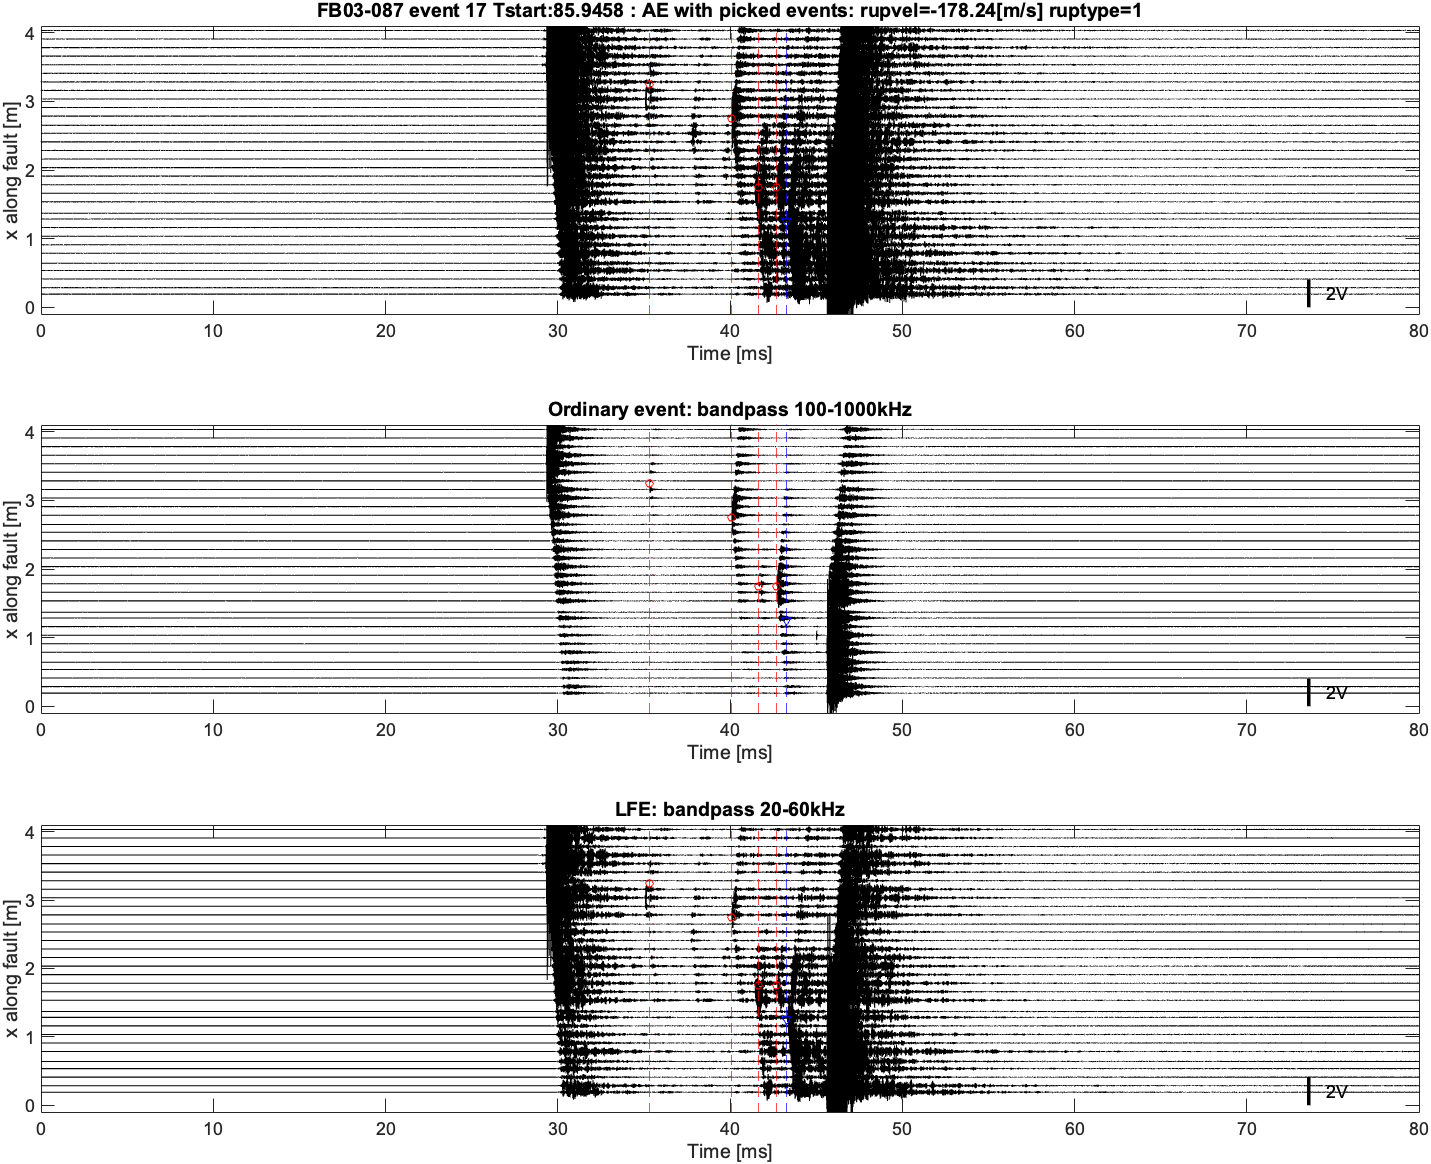 FB03-087 event 17 Tstart:85.9458 : AE with picked events: rupvel=-178.24[m/s] ruptype=1
4
3
2
1
0
x along fault [m]
2V
0 10 20 30 40 50 60 70 80
Time [ms]
Ordinary event: bandpass 100-1000kHz
4
3
2
1
0
x along fault [m]
2V
0 10 20 30 40 50 60 70 80
Time [ms]
LFE: bandpass 20-60kHz
4
3
2
1
0
x along fault [m]
2V
0 10 20 30 40 50 60 70 80
Time [ms]